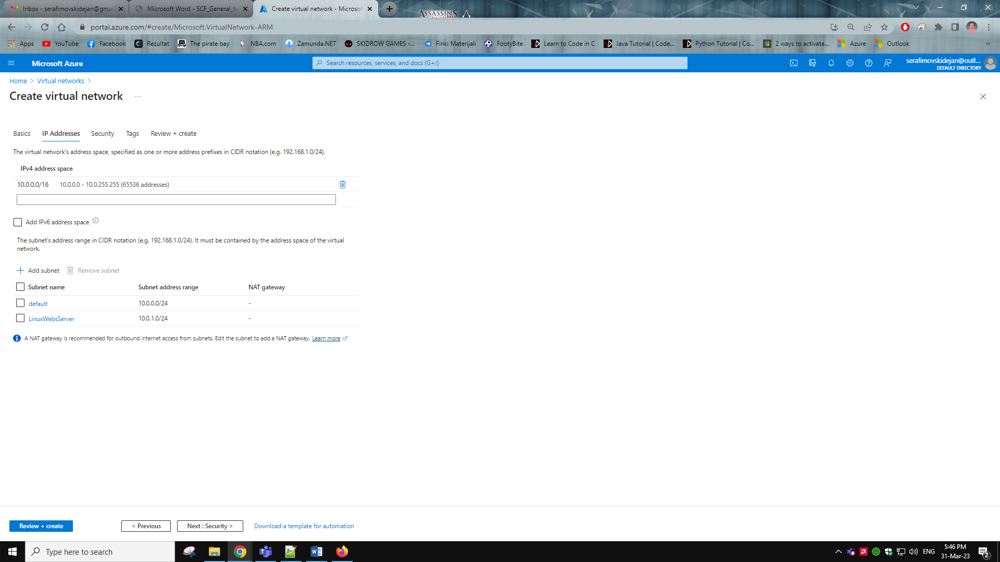 Inbox - serafimovskidejan@gma
Microsoft Word - SCF_General_te
Create virtual network - Microsof
ASSASSINS
portal.azure.com/#create/Microsoft.VirtualNetwork-ARM
Apps
YouTube
Facebook
Rezultat
The pirate bay
NBA.com
Zamunda.NET
SKIDROW GAMES -...
Finki Materijali
FootyBite
Learn to Code in C
Java Tutorial | Code...
Python Tutorial | Co...
2 ways to activate...
Azure
Outlook
Microsoft Azure
Search resources, services, and docs (G+/)
serafimovskidejan@outl...
DEFAULT DIRECTORY
Home > Virtual networks >
Create virtual network ...
Basics
IP Addresses
Security
Tags
Review + create
The virtual network's address space, specified as one or more address prefixes in CIDR notation (e.g. 192.168.1.0/24).
IPv4 address space
10.0.0.0/16 10.0.0.0 - 10.0.255.255 (65536 addresses)
Add IPv6 address space
The subnet's address range in CIDR notation (e.g. 192.168.1.0/24). It must be contained by the address space of the virtual
network.
+ Add subnet
Remove subnet
Subnet name Subnet address range NAT gateway
default 10.0.0.0/24 -
LinuxWebsServer 10.0.1.0/24 -
A NAT gateway is recommended for outbound internet access from subnets. Edit the subnet to add a NAT gateway. Learn more
Review + create
< Previous
Next : Security >
Download a template for automation
Type here to search
ENG
5:46 PM
31-Mar-23
2